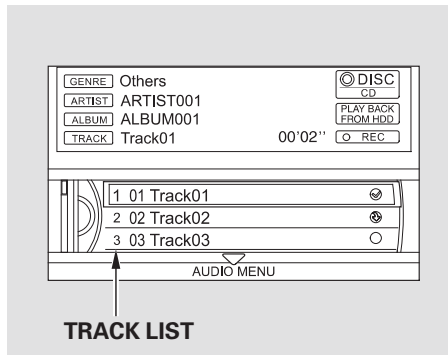 GENRE Others
DISC
CD
ARTIST ARTIST001
PLAY BACK
FROM HDD
ALBUM ALBUM001
TRACK Track01 00'02'' REC
1 01 Track01
2 02 Track02
3 03 Track03
AUDIO MENU
TRACK LIST